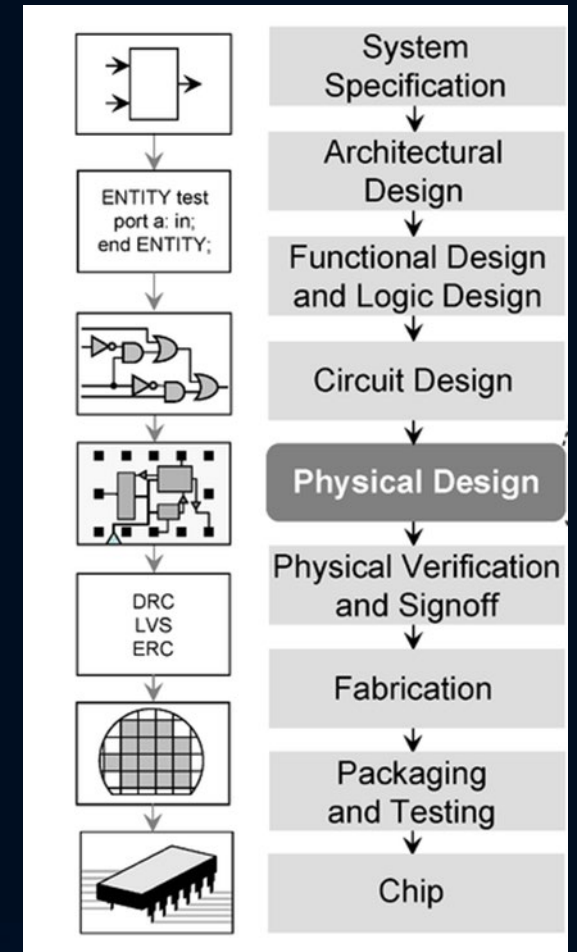 System
Specification
Architectural
Design
ENTITY test
port a: in;
end ENTITY;
Functional Design
and Logic Design
Circuit Design
Physical Design
Physical Verification
and Signoff
DRC
LVS
ERC
Fabrication
Packaging
and Testing
Chip